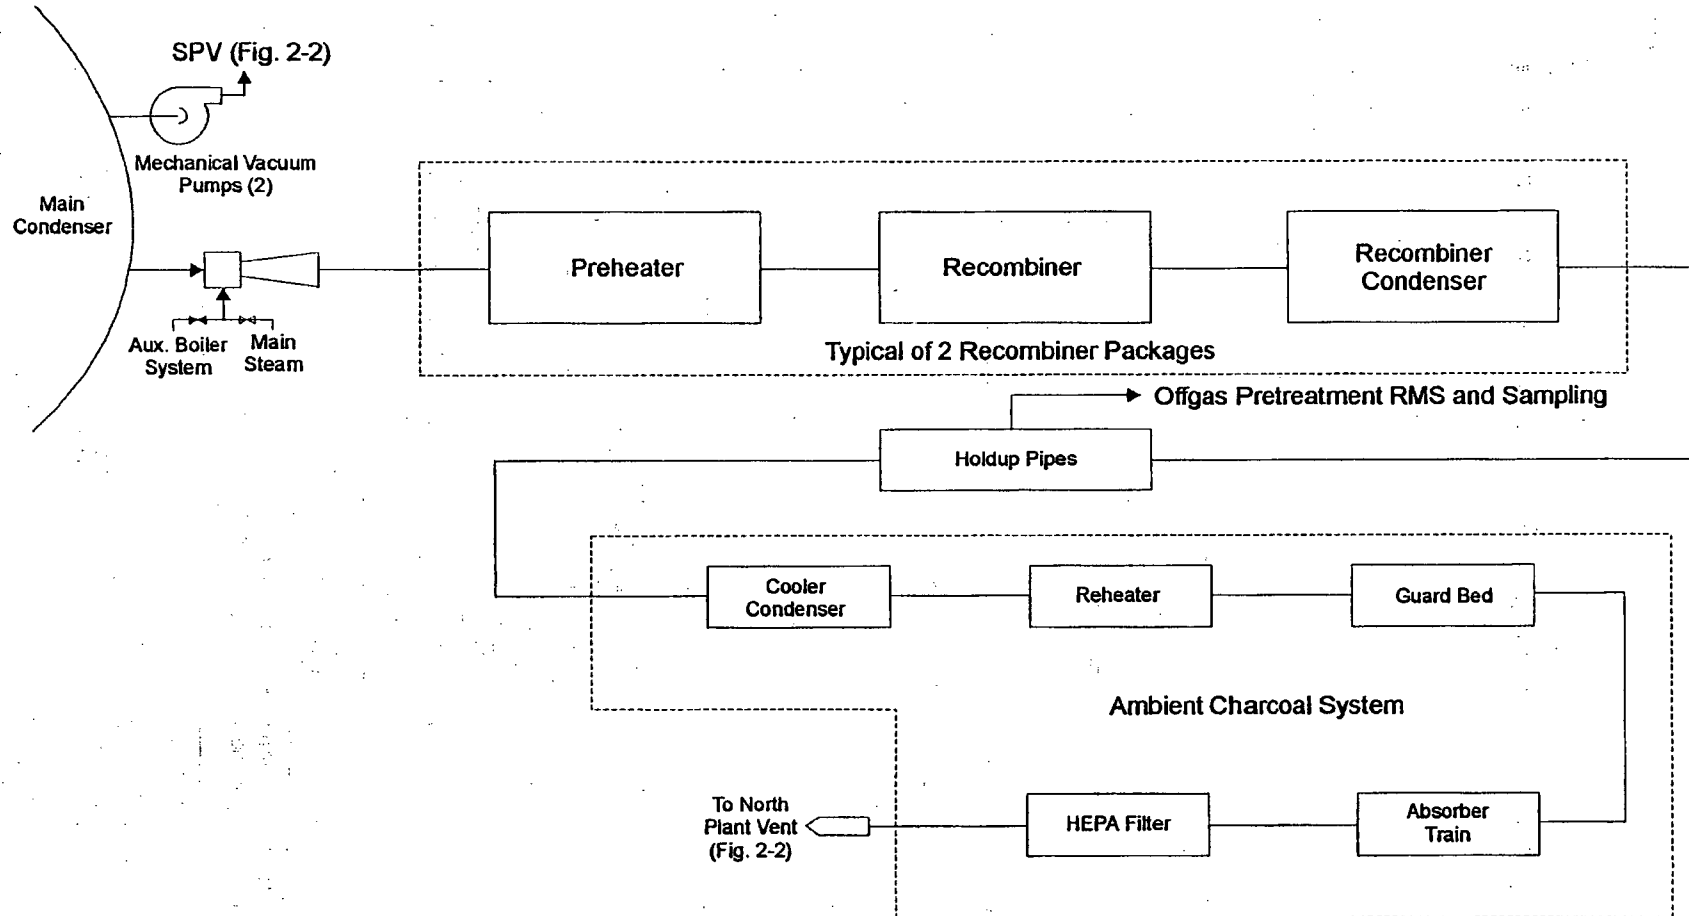 SPV (Fig. 2-2)
Mechanical Vacuum
Pumps (2)
Main
Condenser
Aux. Boiler
System
Main
Steam
Preheater
Recombiner
Recombiner
Condenser
Typical of 2 Recombiner Packages
Offgas Pretreatment RMS and Sampling
Holdup Pipes
Cooler
Condenser
Reheater
Guard Bed
Ambient Charcoal System
To North
Plant Vent
(Fig. 2-2)
HEPA Filter
Absorber
Train